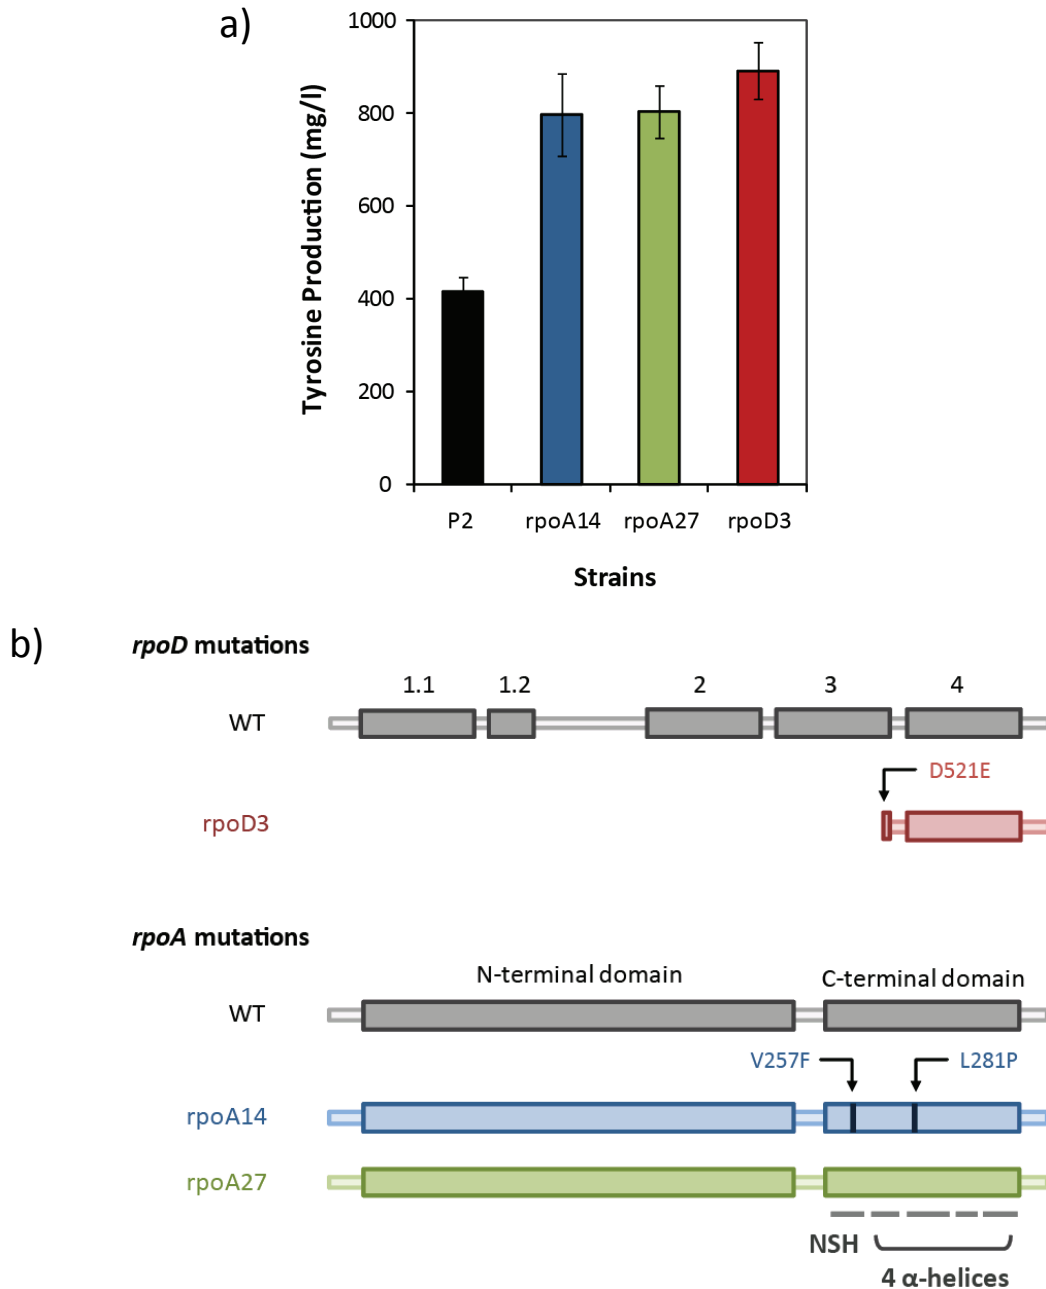 a)
Tyrosine Production (mg/l)
1000
800
600
400
200
0
P2 rpoA14 rpoA27 rpoD3
Strains
b)
rpoD mutations
1.1 1.2 2 3 4
WT
D521E
rpoD3
rpoA mutations
N-terminal domain C-terminal domain
WT
V257F L281P
rpoA14
rpoA27
NSH
4 α-helices